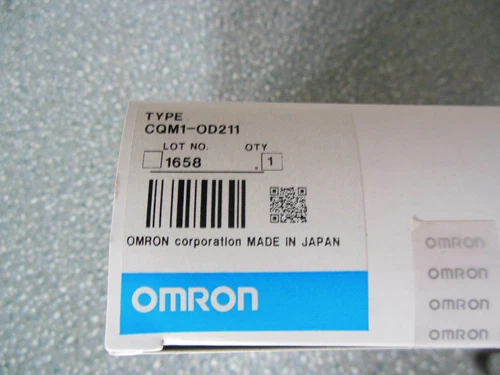 TYPE
CQM1-OD211
LOT NO. QTY
1658 . 1
OMRON corporation MADE IN JAPAN
OMRON
OMRON
OMRON
OMRON
OMRON